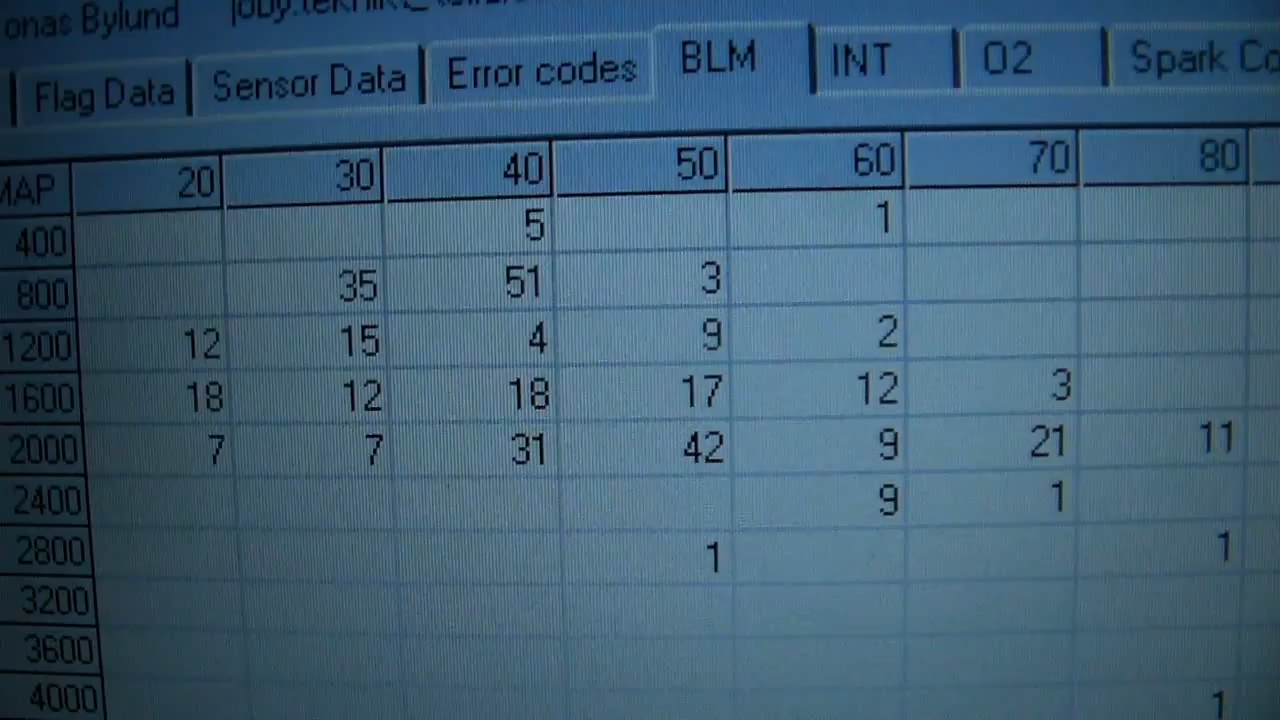 onas Bylund
Flag Data Sensor Data Error codes BLM INT O2 Spark Co
MAP 20 30 40 50 60 70 80
400 5 1
800 35 51 3
1200 12 15 4 9 2
1600 18 12 18 17 12 3
2000 7 7 31 42 9 21 11
2400 9 1
2800 1 1
3200
3600
4000 1